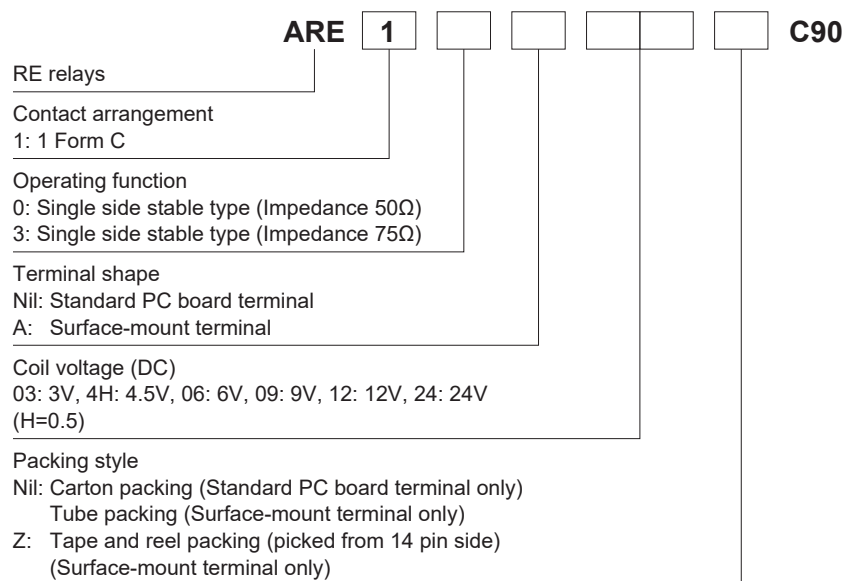 ARE 1 C90
RE relays
Contact arrangement
1: 1 Form C
Operating function
0: Single side stable type (Impedance 50Ω)
3: Single side stable type (Impedance 75Ω)
Terminal shape
Nil: Standard PC board terminal
A: Surface-mount terminal
Coil voltage (DC)
03: 3V, 4H: 4.5V, 06: 6V, 09: 9V, 12: 12V, 24: 24V
(H=0.5)
Packing style
Nil: Carton packing (Standard PC board terminal only)
Tube packing (Surface-mount terminal only)
Z: Tape and reel packing (picked from 14 pin side)
(Surface-mount terminal only)